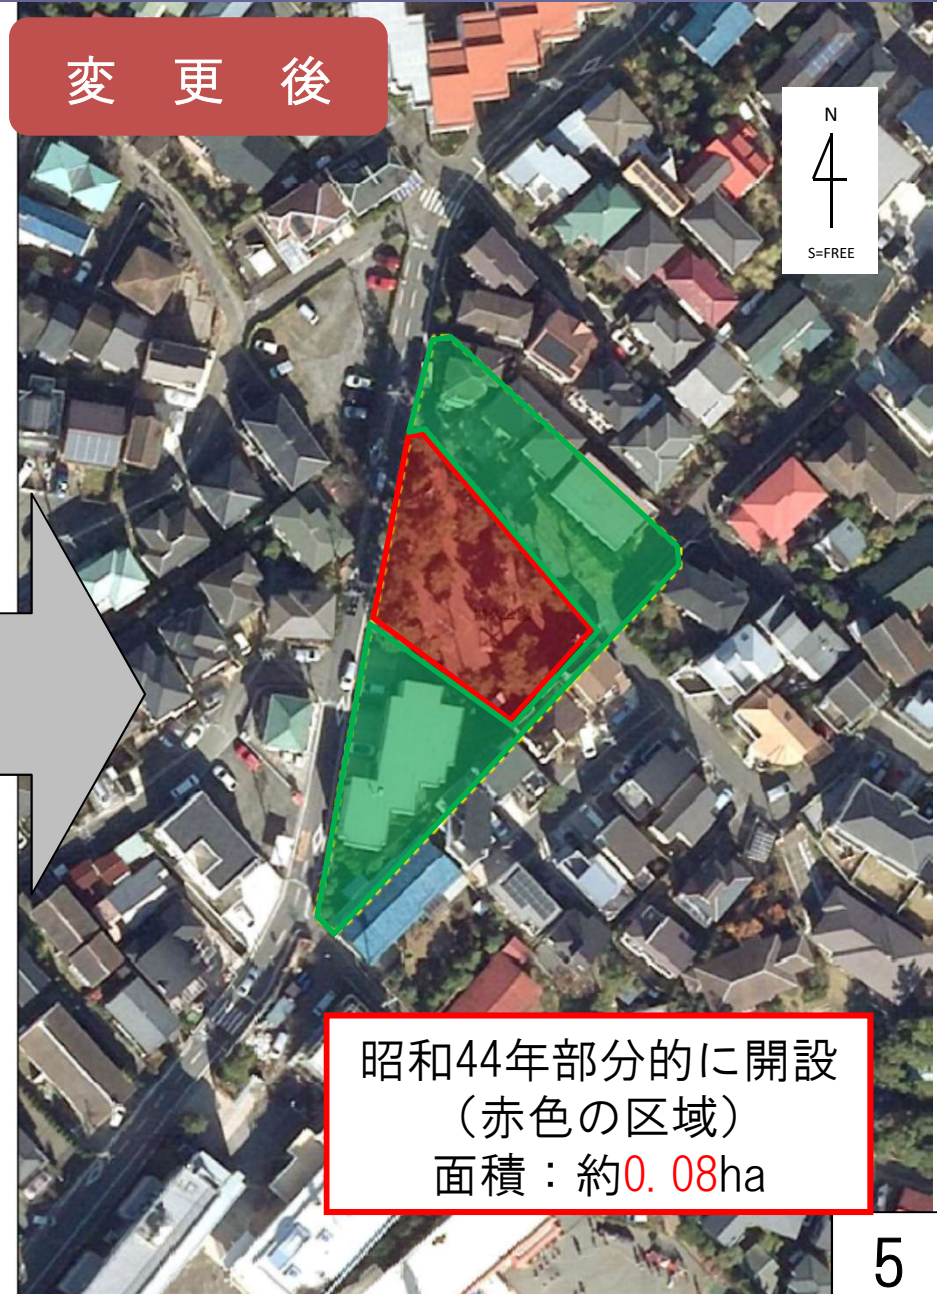 変　更　後
N
S=FREE
昭和44年部分的に開設
（赤色の区域）
面積：約0.08ha
5